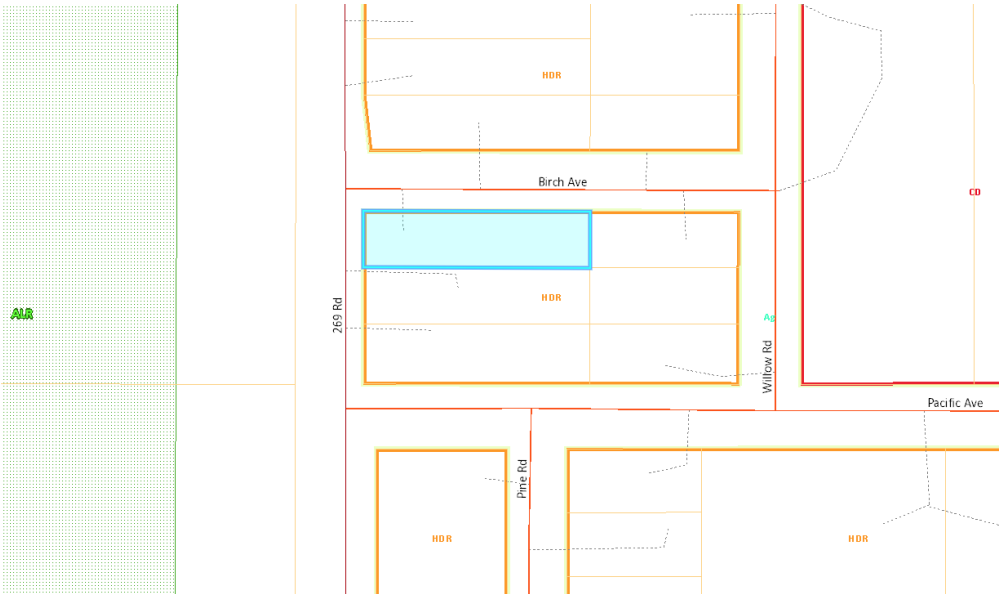 HDR
Birch Ave
CD
HDR
269 Rd
ALR
Ag
Willow Rd
Pacific Ave
Pine Rd
HDR
HDR